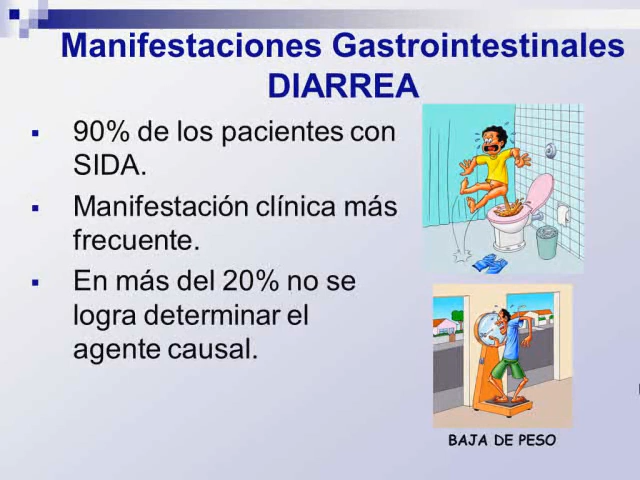 Manifestaciones Gastrointestinales
DIARREA
90% de los pacientes con
SIDA.
Manifestación clínica más
frecuente.
En más del 20% no se
logra determinar el
agente causal.
BAJA DE PESO